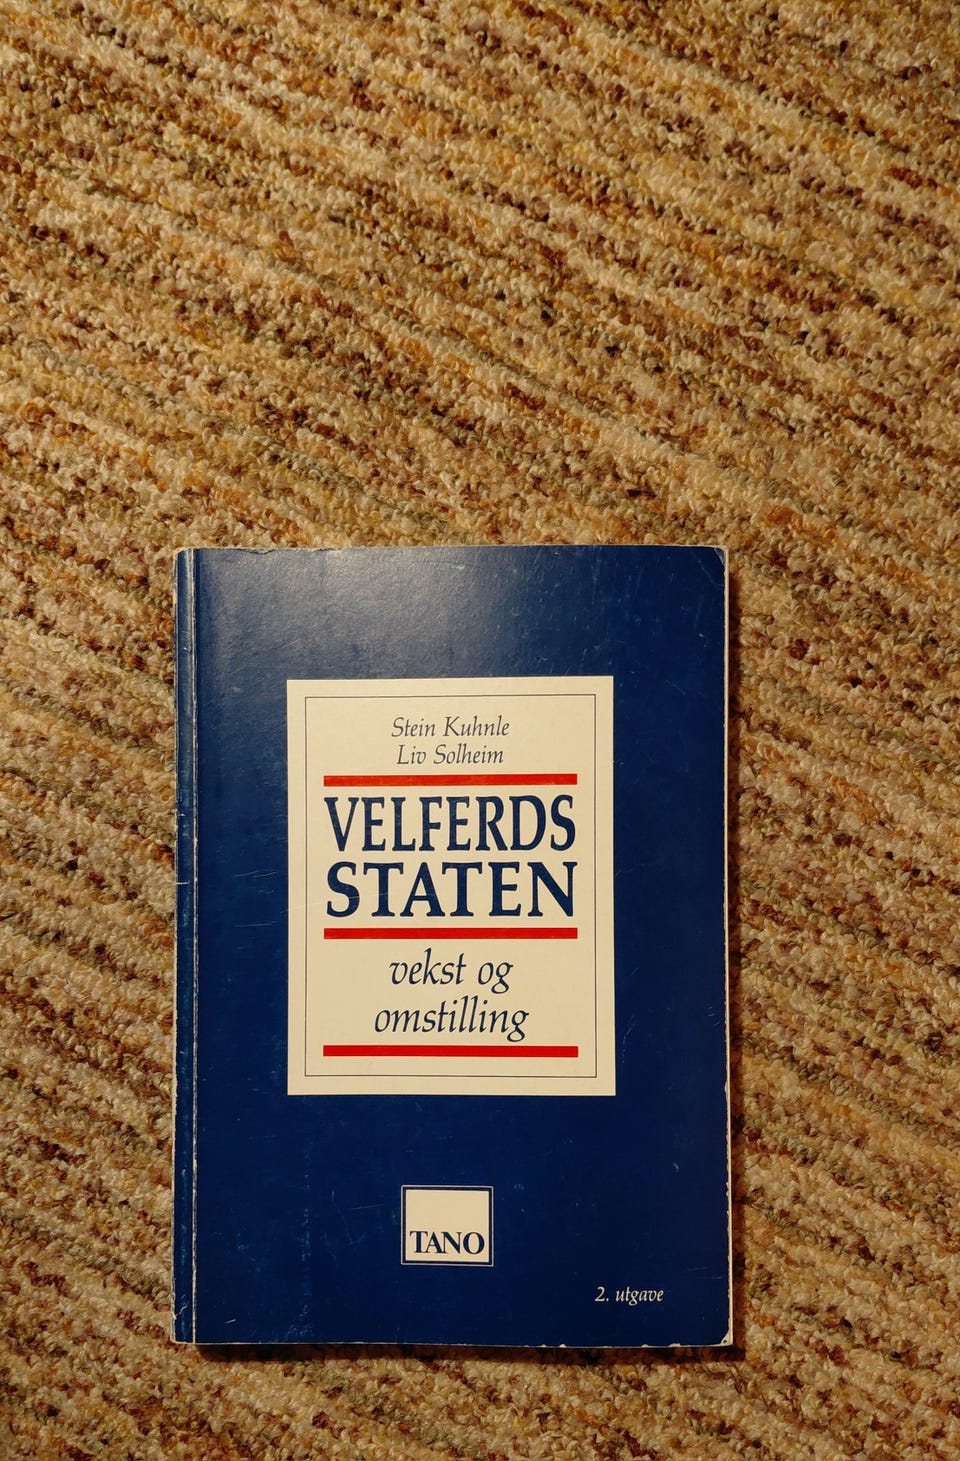 Stein Kuhnle
Liv Solheim
VELFERDS
STATEN
vekst og
omstilling
TANO
2. utgave